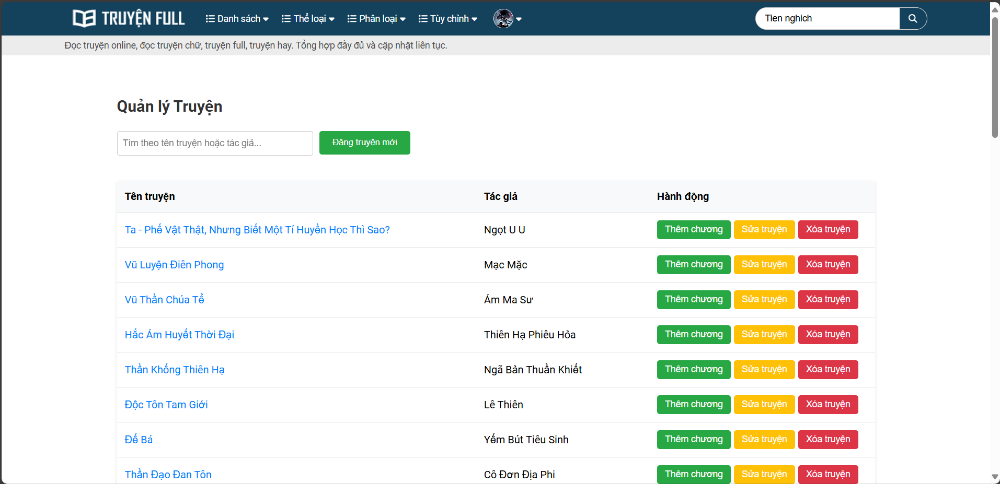 TRUYỆN FULL Danh sách Thể loại Phân loại Tùy chỉnh Tien nghich
Đọc truyện online, đọc truyện chữ, truyện full, truyện hay. Tổng hợp đầy đủ và cập nhật liên tục.
Quản lý Truyện
Tìm theo tên truyện hoặc tác giả... Đăng truyện mới
Tên truyện Tác giả Hành động
Ta - Phế Vật Thật, Nhưng Biết Một Tí Huyền Học Thì Sao? Ngọt U U Thêm chương Sửa truyện Xóa truyện
Vũ Luyện Điên Phong Mạc Mặc Thêm chương Sửa truyện Xóa truyện
Vũ Thần Chúa Tể Ám Ma Sư Thêm chương Sửa truyện Xóa truyện
Hắc Ám Huyết Thời Đại Thiên Hạ Phiêu Hỏa Thêm chương Sửa truyện Xóa truyện
Thần Khống Thiên Hạ Ngã Bản Thuần Khiết Thêm chương Sửa truyện Xóa truyện
Độc Tôn Tam Giới Lê Thiên Thêm chương Sửa truyện Xóa truyện
Đế Bá Yếm Bút Tiêu Sinh Thêm chương Sửa truyện Xóa truyện
Thần Đạo Đan Tôn Cô Đơn Địa Phi Thêm chương Sửa truyện Xóa truyện